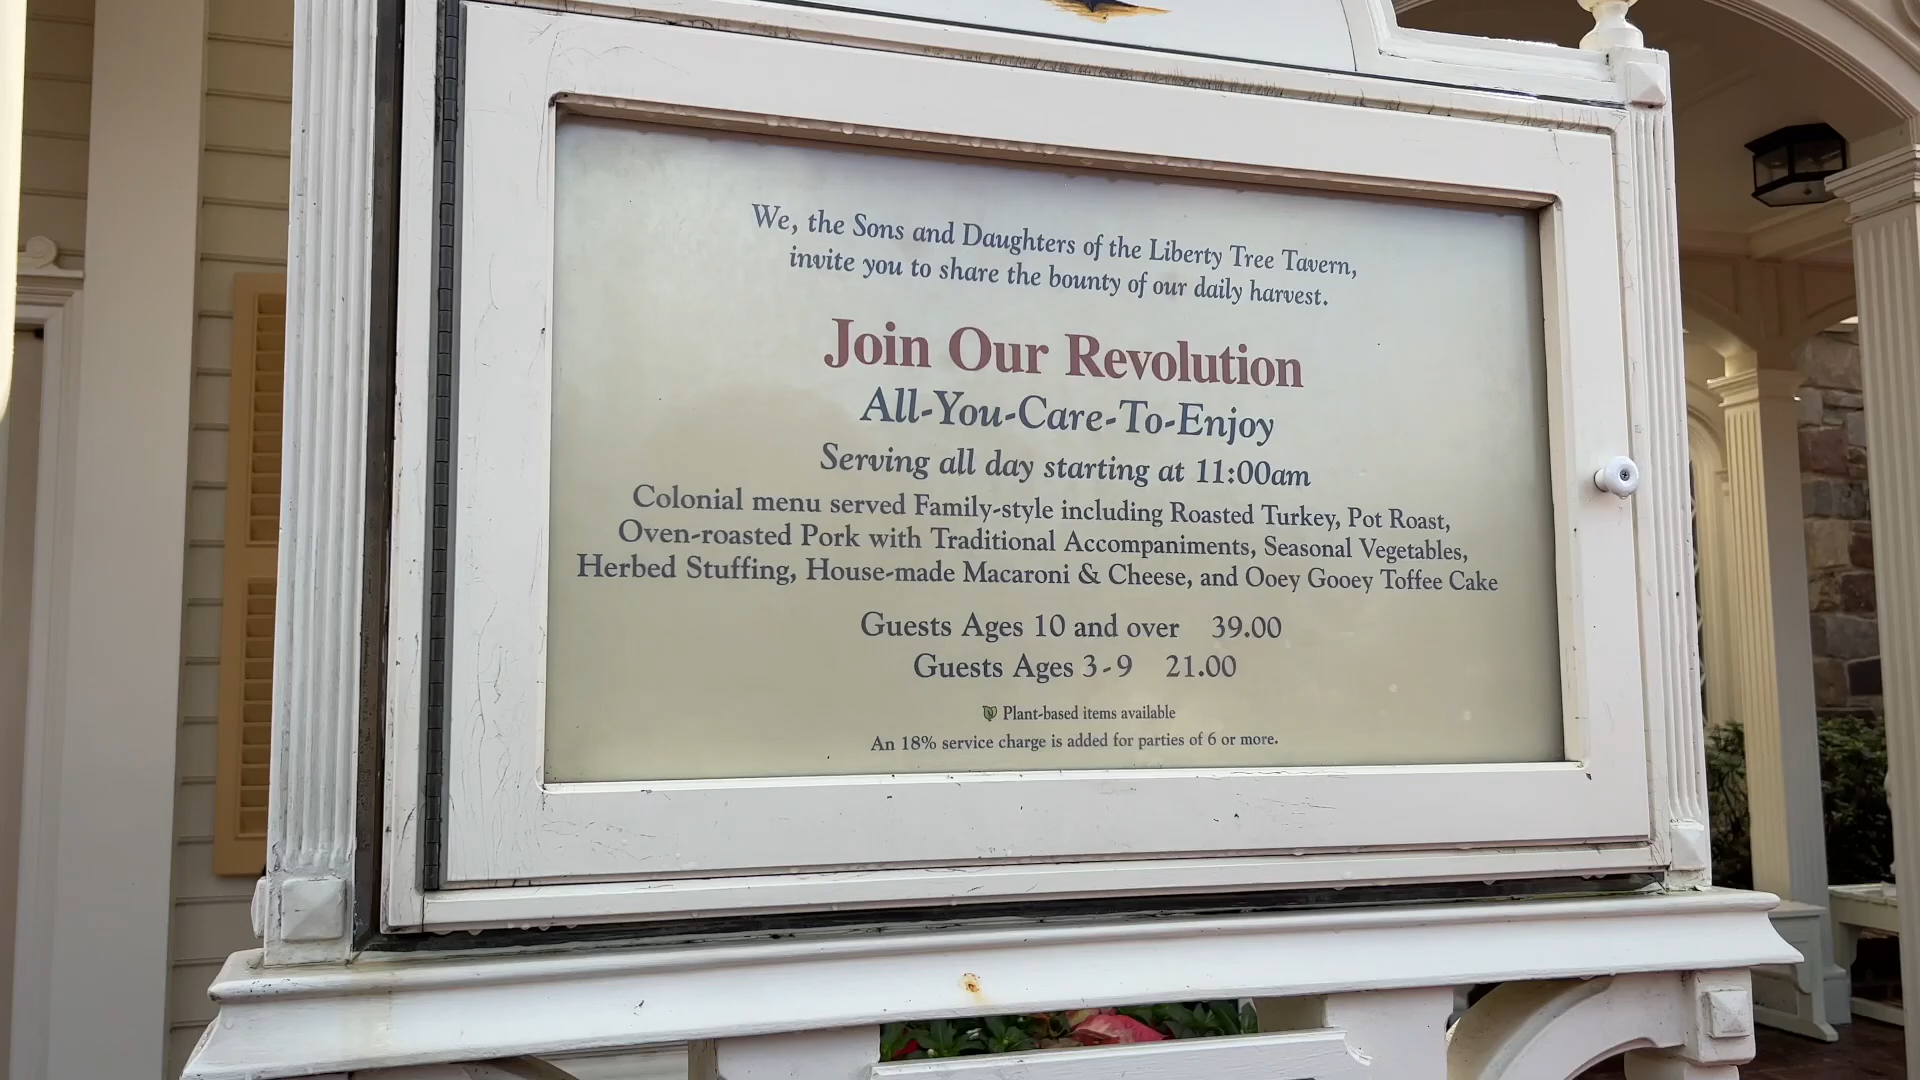 We, the Sons and Daughters of the Liberty Tree Tavern,
invite you to share the bounty of our daily harvest.
Join Our Revolution
All-You-Care-To-Enjoy
Serving all day starting at 11:00am
Colonial menu served Family-style including Roasted Turkey, Pot Roast,
Oven-roasted Pork with Traditional Accompaniments, Seasonal Vegetables,
Herbed Stuffing, House-made Macaroni & Cheese, and Ooey Gooey Toffee Cake
Guests Ages 10 and over 39.00
Guests Ages 3-9 21.00
Plant-based items available
An 18% service charge is added for parties of 6 or more.